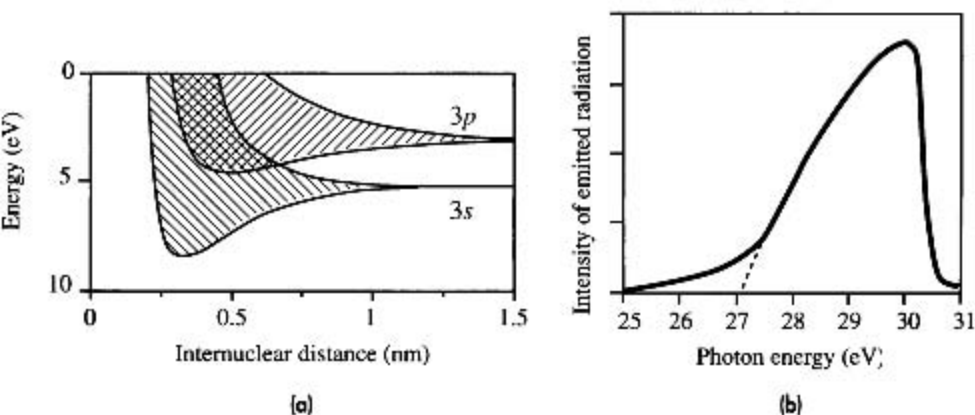 0
5
10
Energy (eV)
3p
3s
0
0.5
1
1.5
Internuclear distance (nm)
(a)
Intensity of emitted radiation
25
26
27
28
29
30
31
Photon energy (eV)
(b)